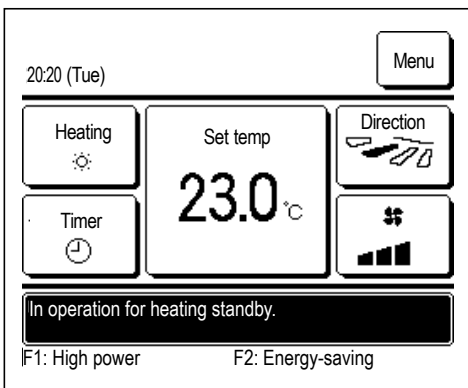 Menu
20:20 (Tue)
Heating
Set temp
Direction
23.0 °C
Timer
In operation for heating standby.
F1: High power
F2: Energy-saving